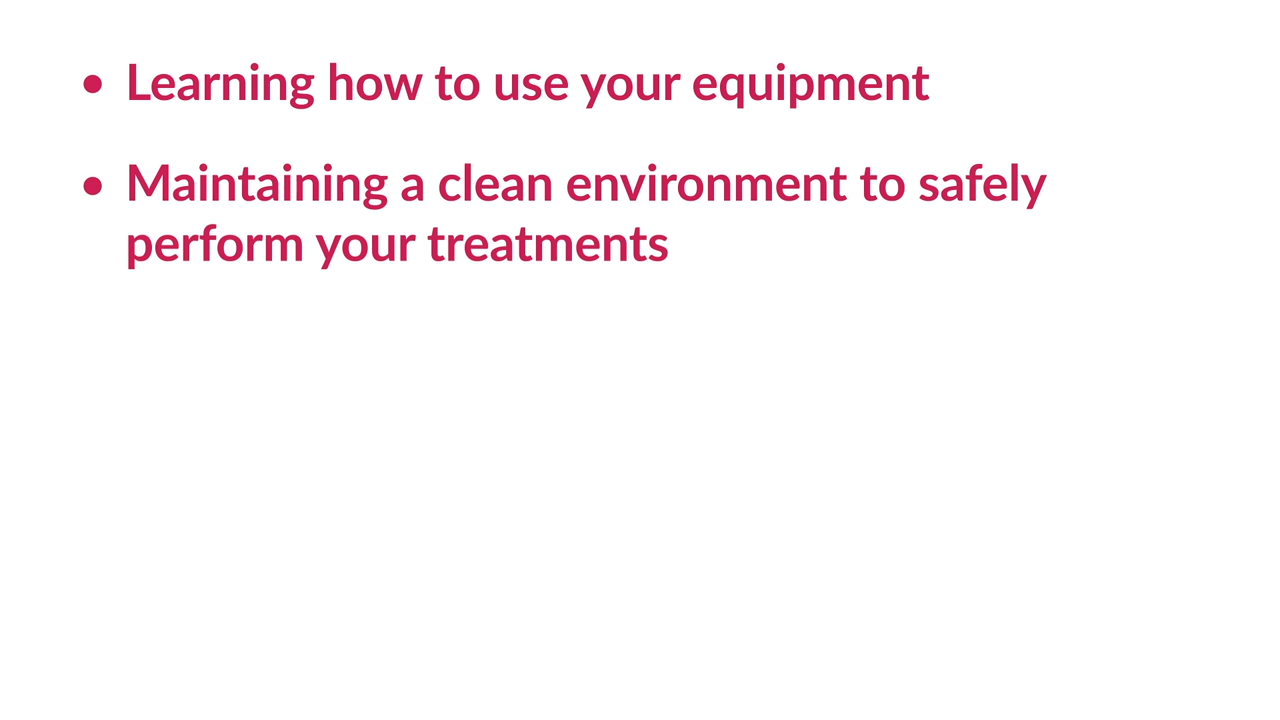 • Learning how to use your equipment
• Maintaining a clean environment to safely
perform your treatments